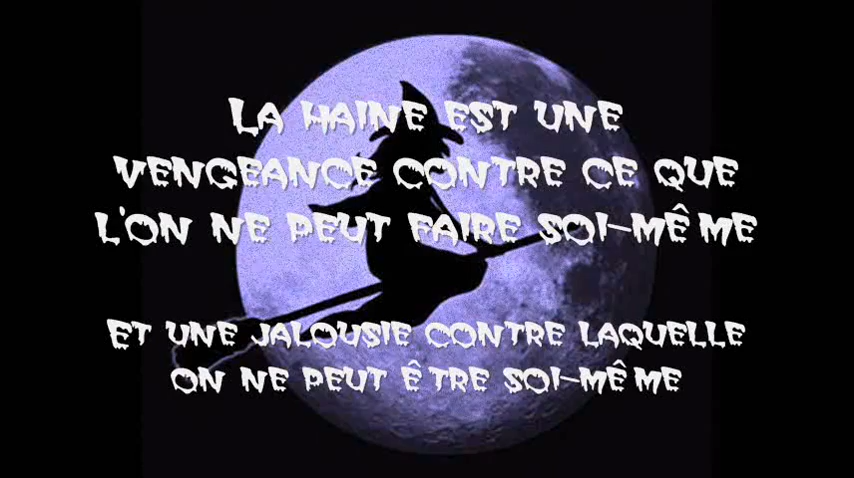 La haine est une
vengeance contre ce que
l'on ne peut faire soi-même
Et une jalousie contre laquelle
on ne peut être soi-même